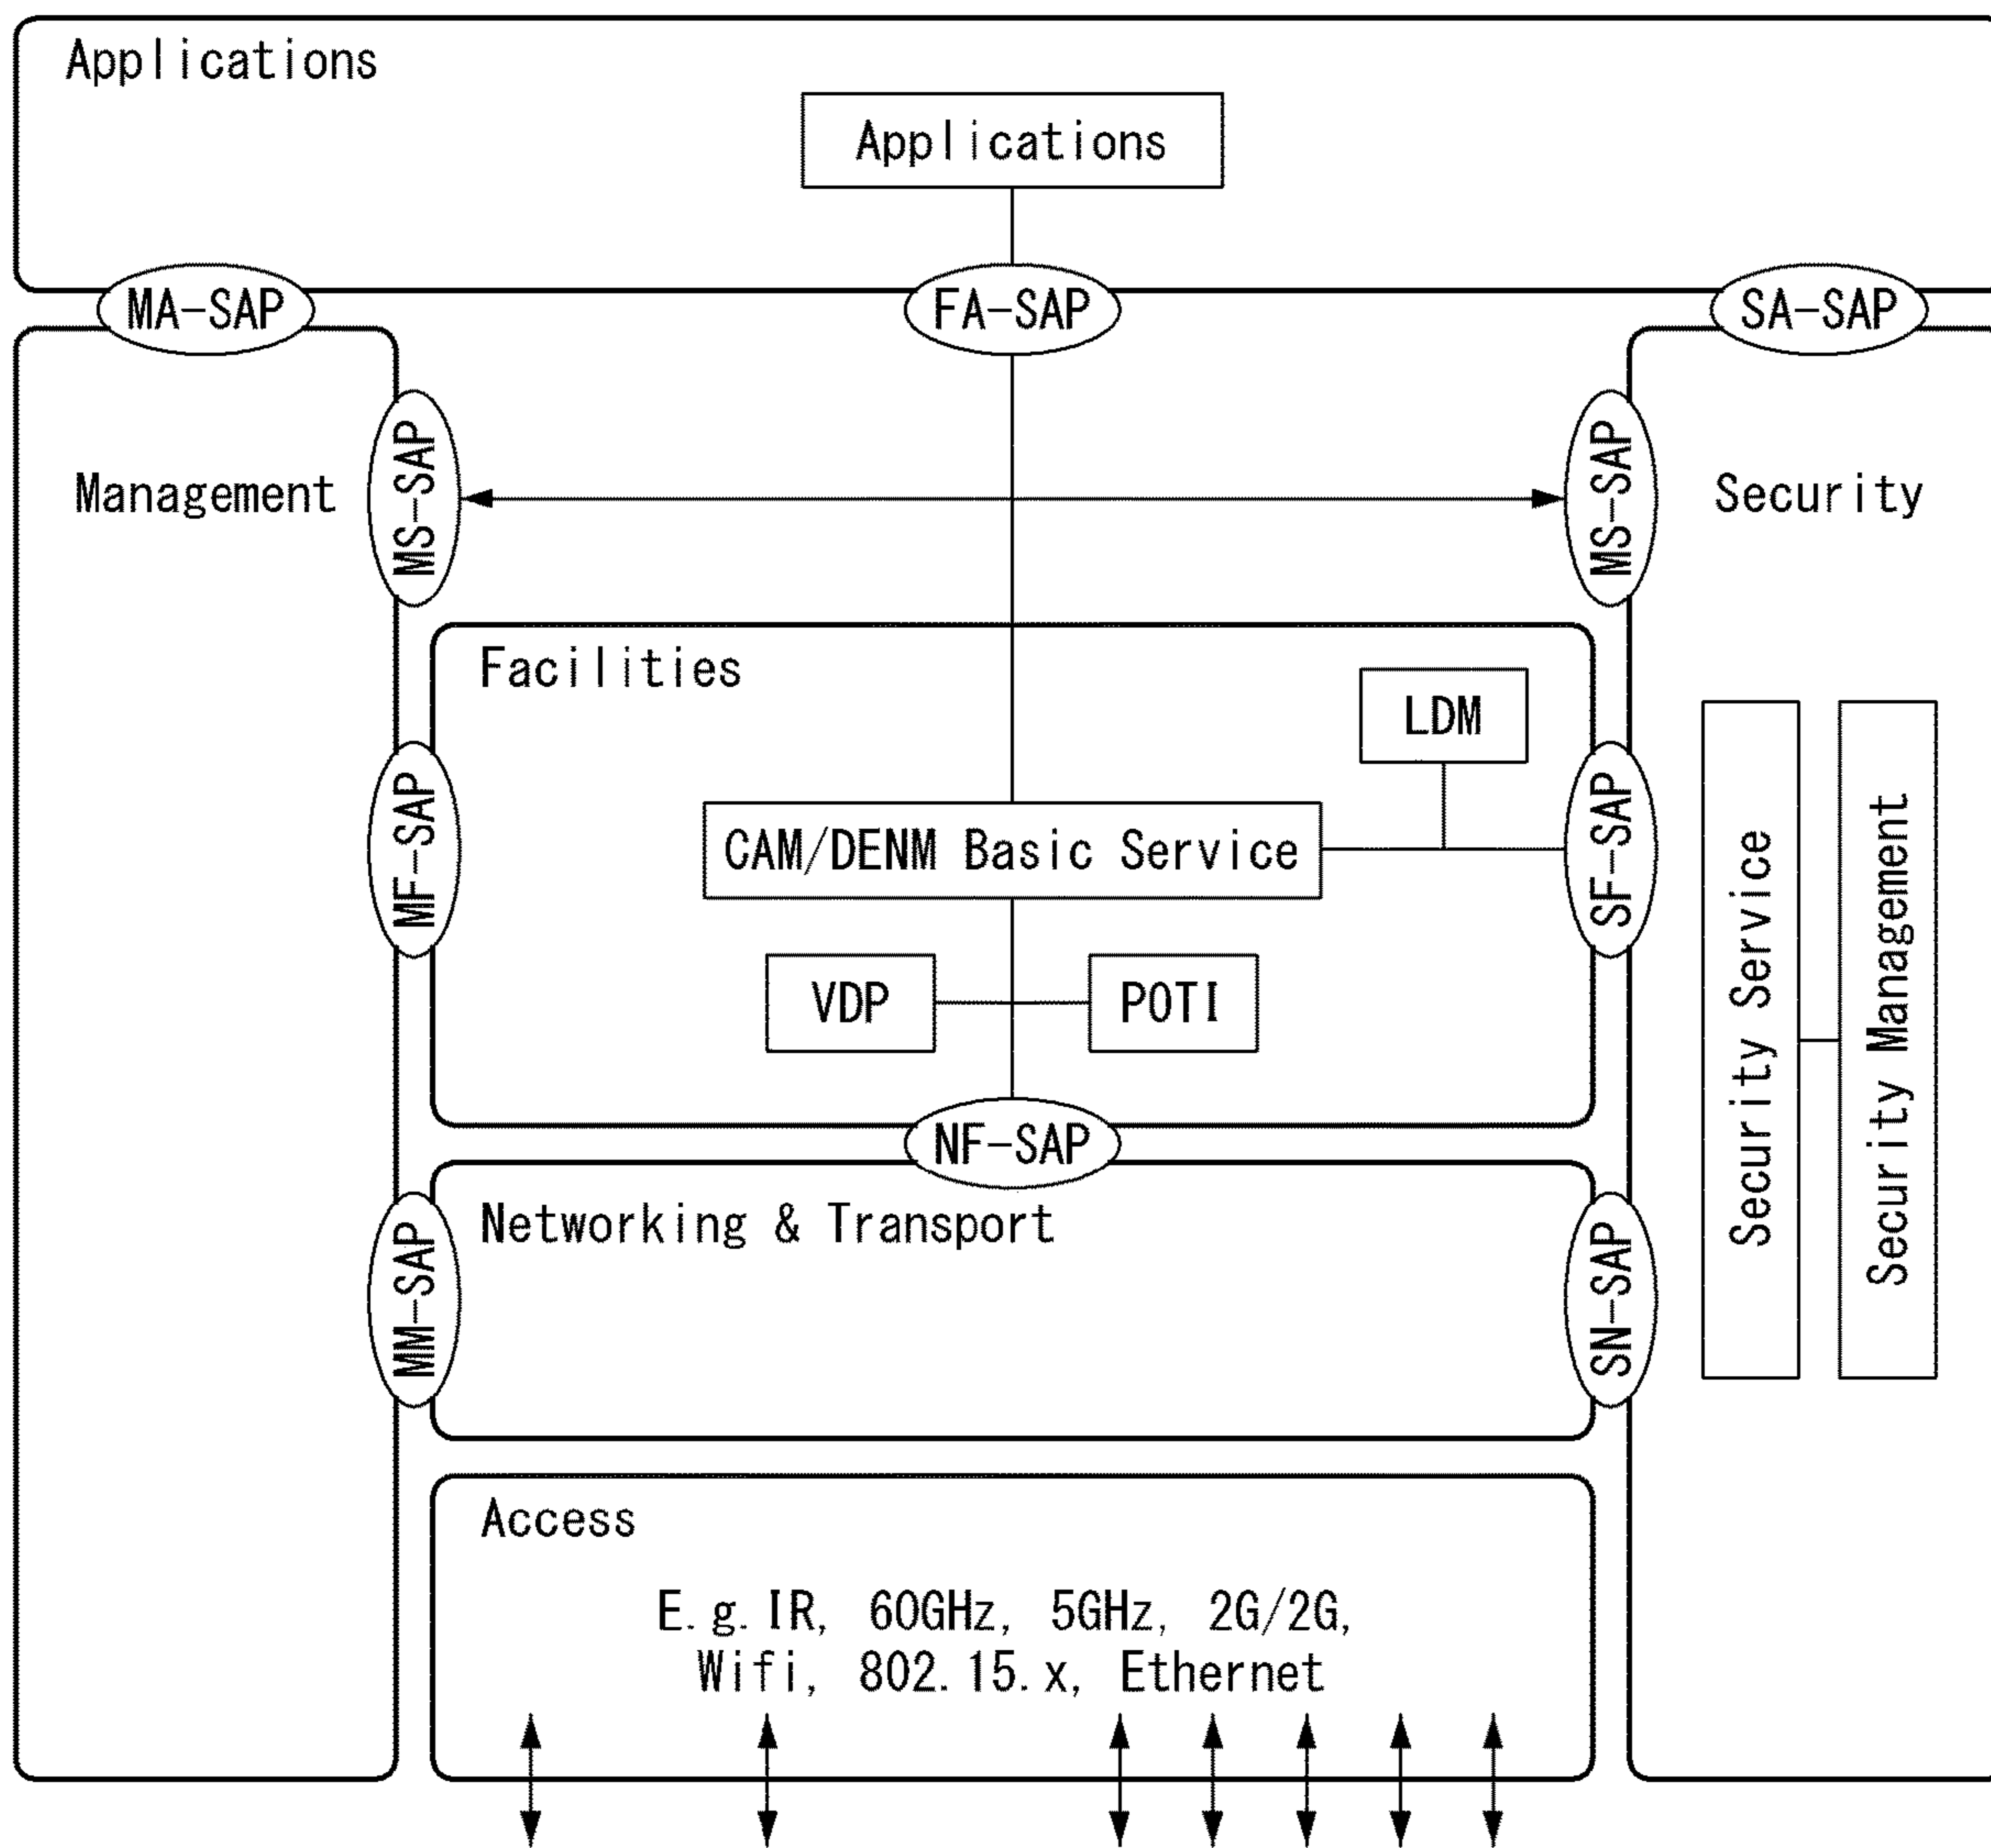 Applications
Applications
MA-SAP
FA-SAP
SA-SAP
Management
MS-SAP
MS-SAP
Security
Facilities
LDM
MF-SAP
CAM/DENM Basic Service
SF-SAP
VDP
POTI
Security Service
Security Management
NF-SAP
Networking & Transport
MM-SAP
SN-SAP
Access
E.g. IR, 60GHz, 5GHz, 2G/2G,
Wifi, 802.15.x, Ethernet